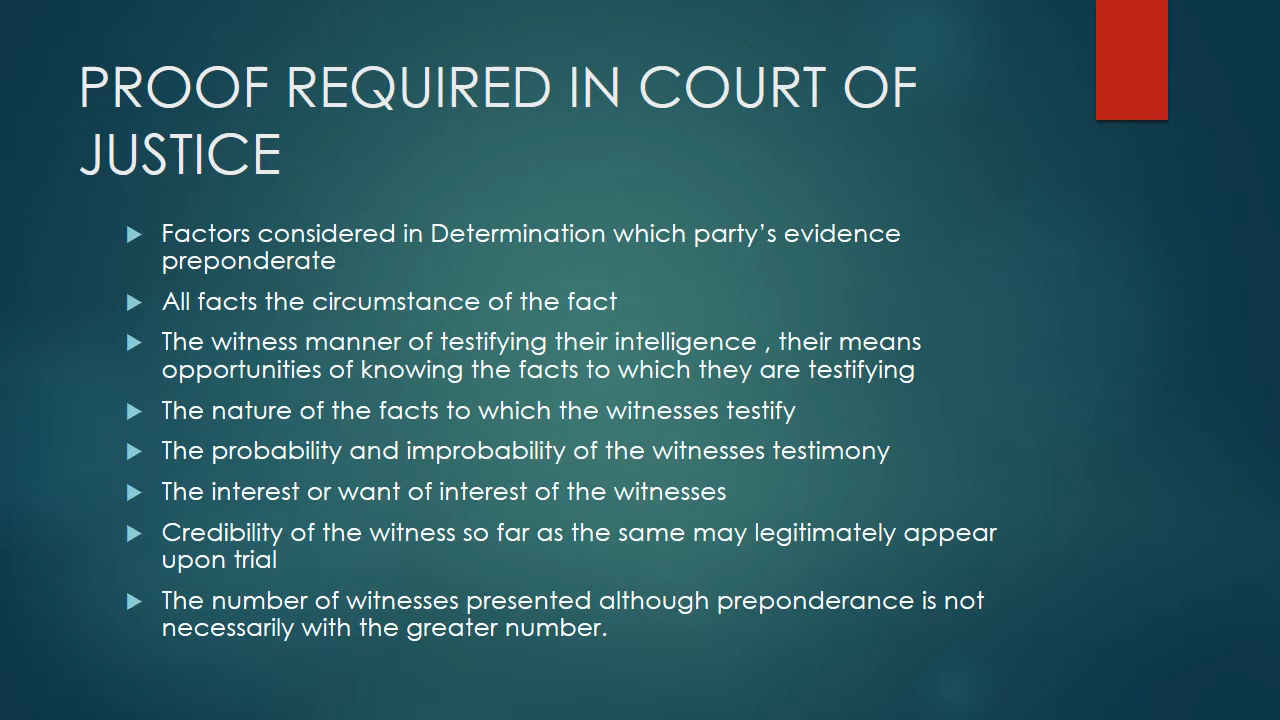 PROOF REQUIRED IN COURT OF
JUSTICE
Factors considered in Determination which party’s evidence
preponderate
All facts the circumstance of the fact
The witness manner of testifying their intelligence , their means
opportunities of knowing the facts to which they are testifying
The nature of the facts to which the witnesses testify
The probability and improbability of the witnesses testimony
The interest or want of interest of the witnesses
Credibility of the witness so far as the same may legitimately appear
upon trial
The number of witnesses presented although preponderance is not
necessarily with the greater number.